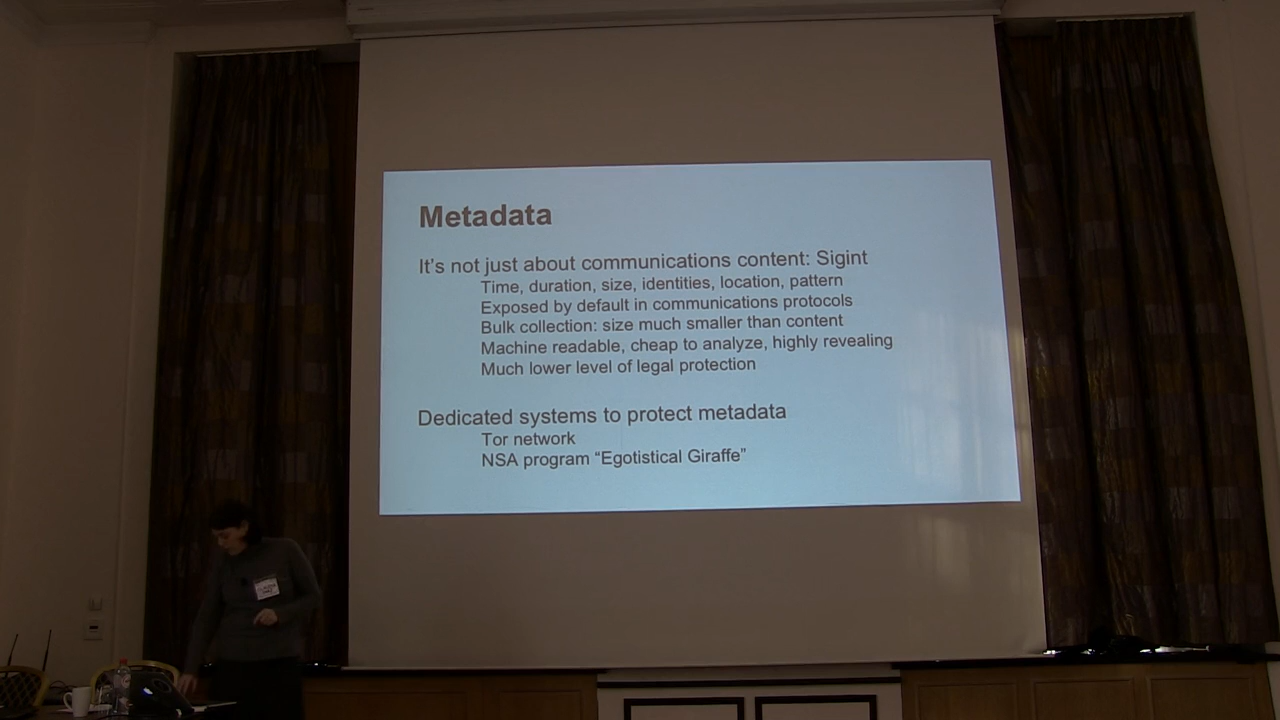 Metadata
It's not just about communications content: Sigint
Time, duration, size, identities, location, pattern
Exposed by default in communications protocols
Bulk collection: size much smaller than content
Machine readable, cheap to analyze, highly revealing
Much lower level of legal protection
Dedicated systems to protect metadata
Tor network
NSA program “Egotistical Giraffe”